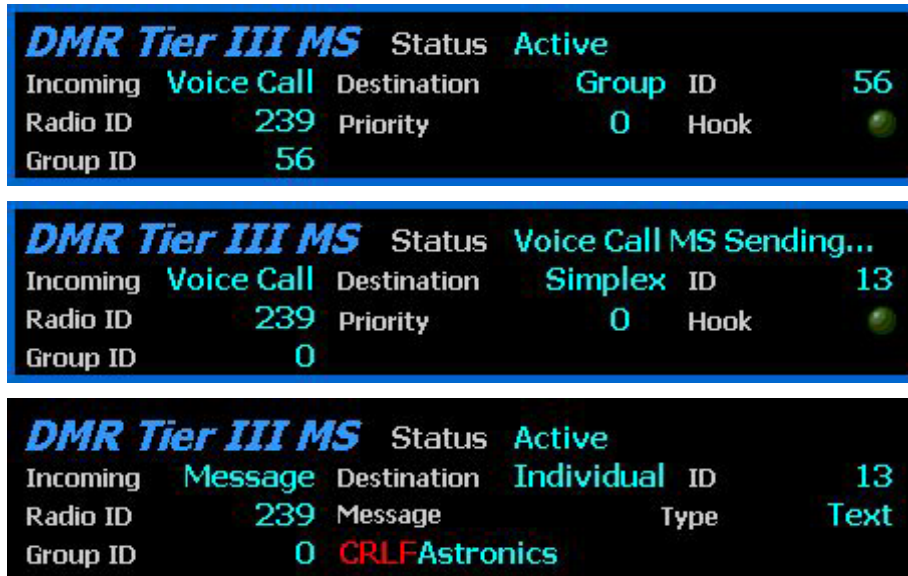 DMR Tier III MS Status Active
Incoming Voice Call Destination Group ID 56
Radio ID 239 Priority 0 Hook
Group ID 56
DMR Tier III MS Status Voice Call MS Sending...
Incoming Voice Call Destination Simplex ID 13
Radio ID 239 Priority 0 Hook
Group ID 0
DMR Tier III MS Status Active
Incoming Message Destination Individual ID 13
Radio ID 239 Message Type Text
Group ID 0 CRLFAstronics